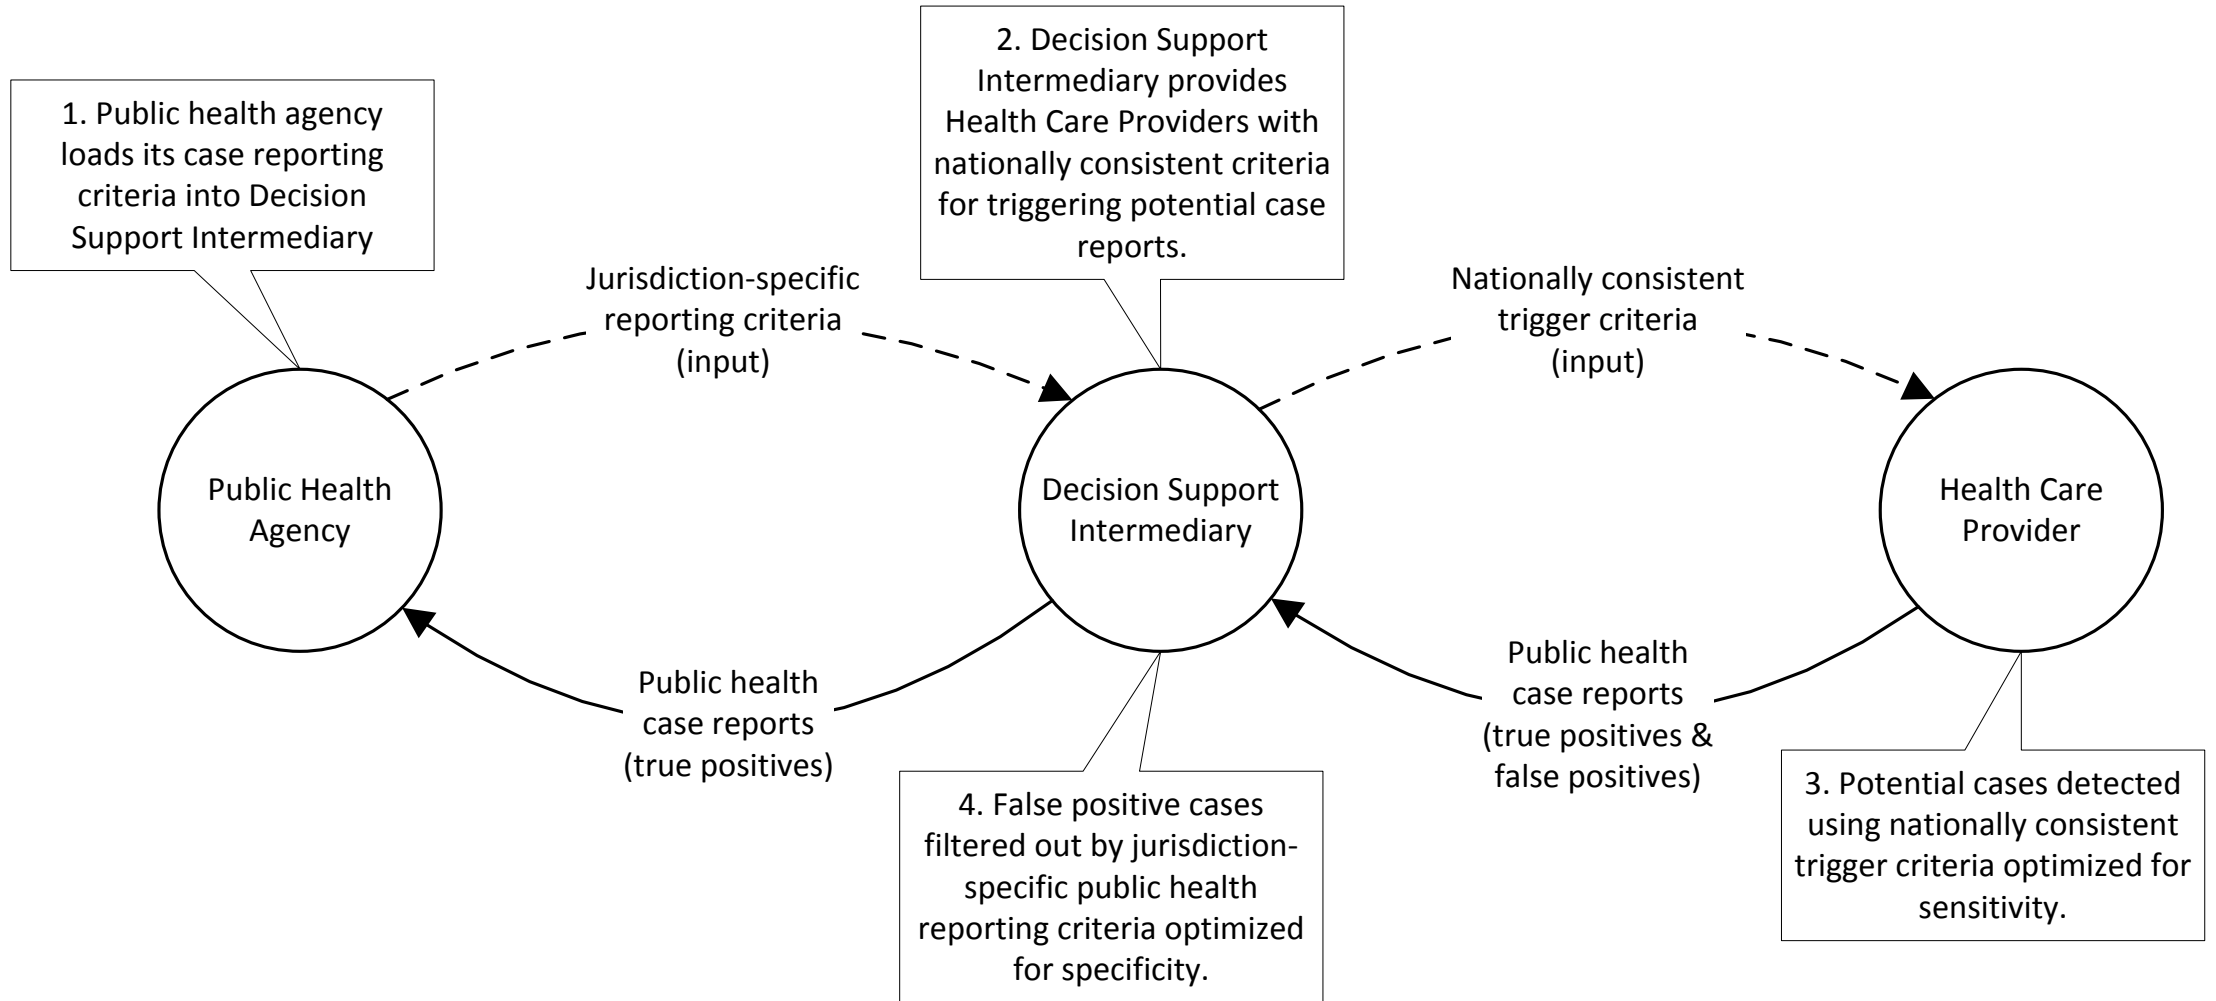 1. Public health agency
loads its case reporting
criteria into Decision
Support Intermediary
2. Decision Support
Intermediary provides
Health Care Providers with
nationally consistent criteria
for triggering potential case
reports.
Jurisdiction-specific
reporting criteria
(input)
Nationally consistent
trigger criteria
(input)
Public Health
Agency
Decision Support
Intermediary
Health Care
Provider
Public health
case reports
(true positives)
Public health
case reports
(true positives &
false positives)
4. False positive cases
filtered out by jurisdiction-
specific public health
reporting criteria optimized
for specificity.
3. Potential cases detected
using nationally consistent
trigger criteria optimized for
sensitivity.